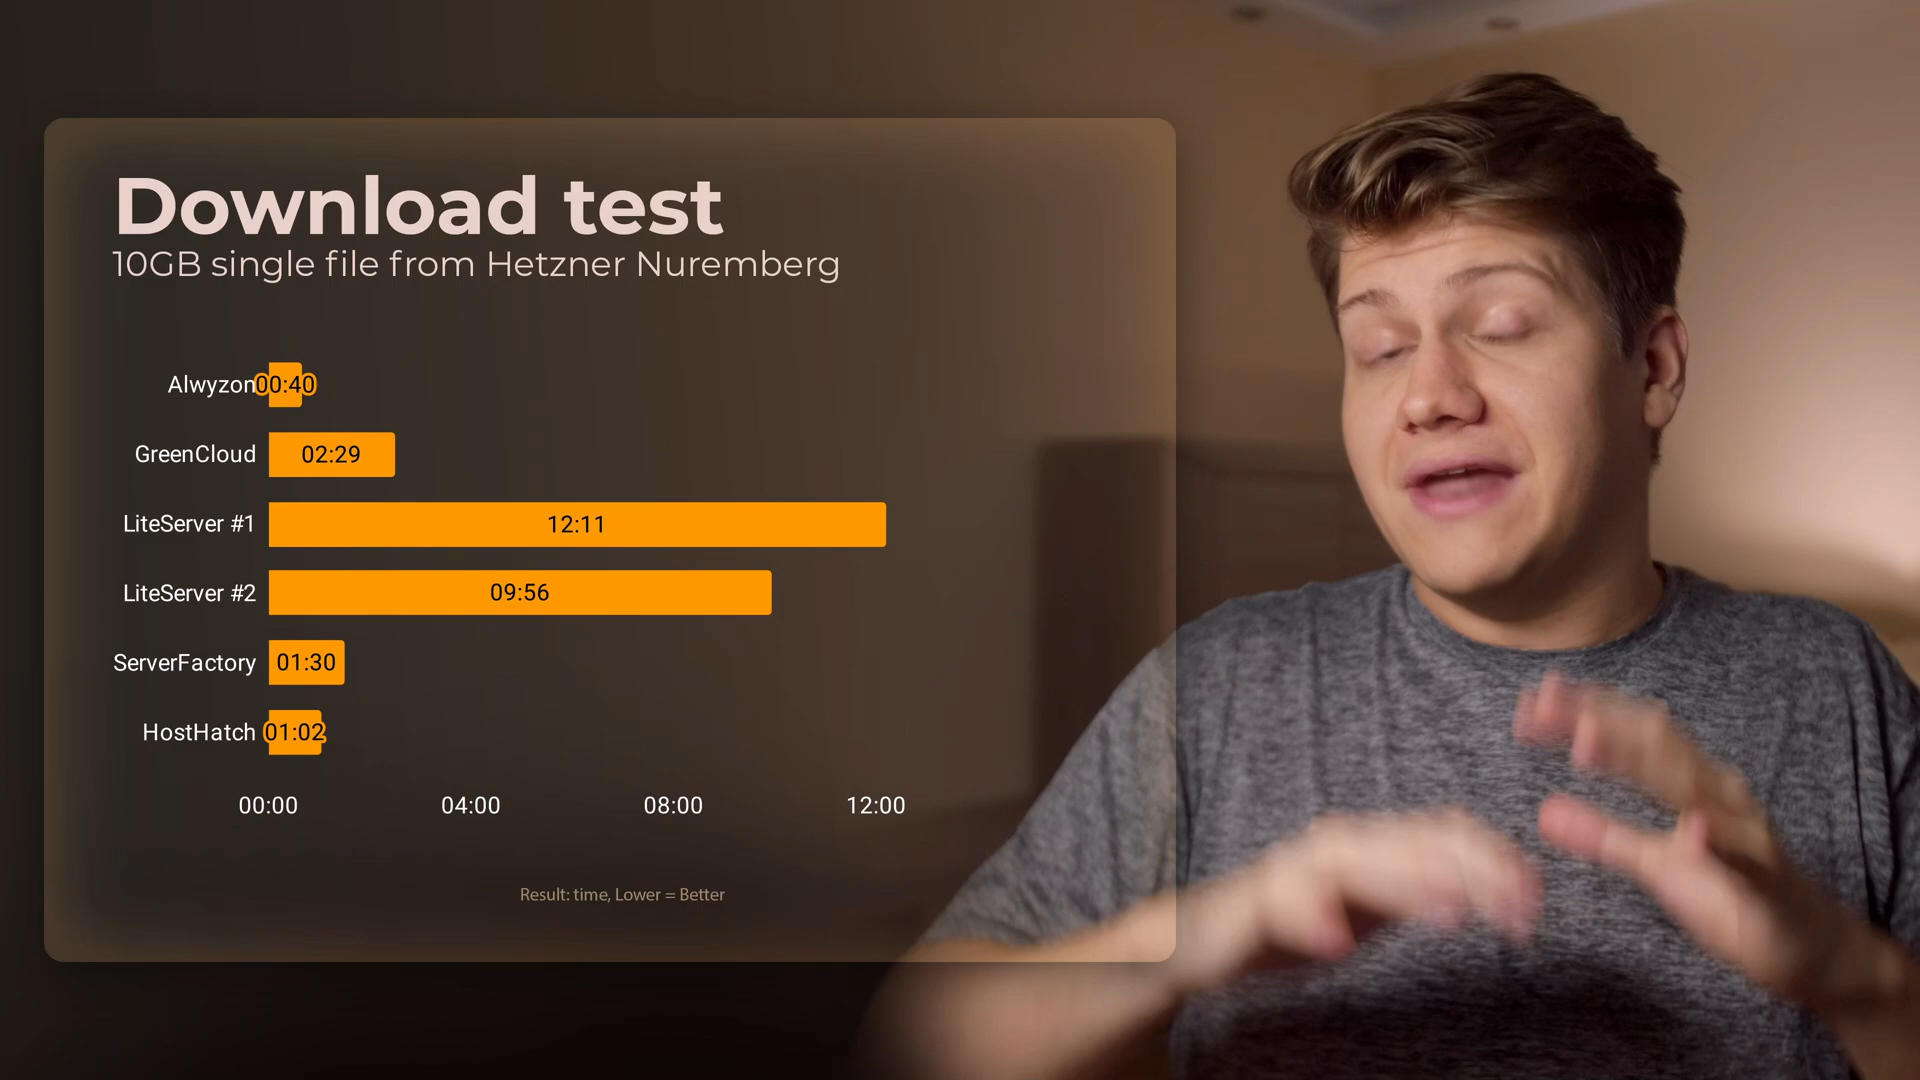 Download test
10GB single file from Hetzner Nuremberg
Alwyzon 00:40
GreenCloud 02:29
LiteServer #1 12:11
LiteServer #2 09:56
ServerFactory 01:30
HostHatch 01:02
00:00 04:00 08:00 12:00
Result: time, Lower = Better